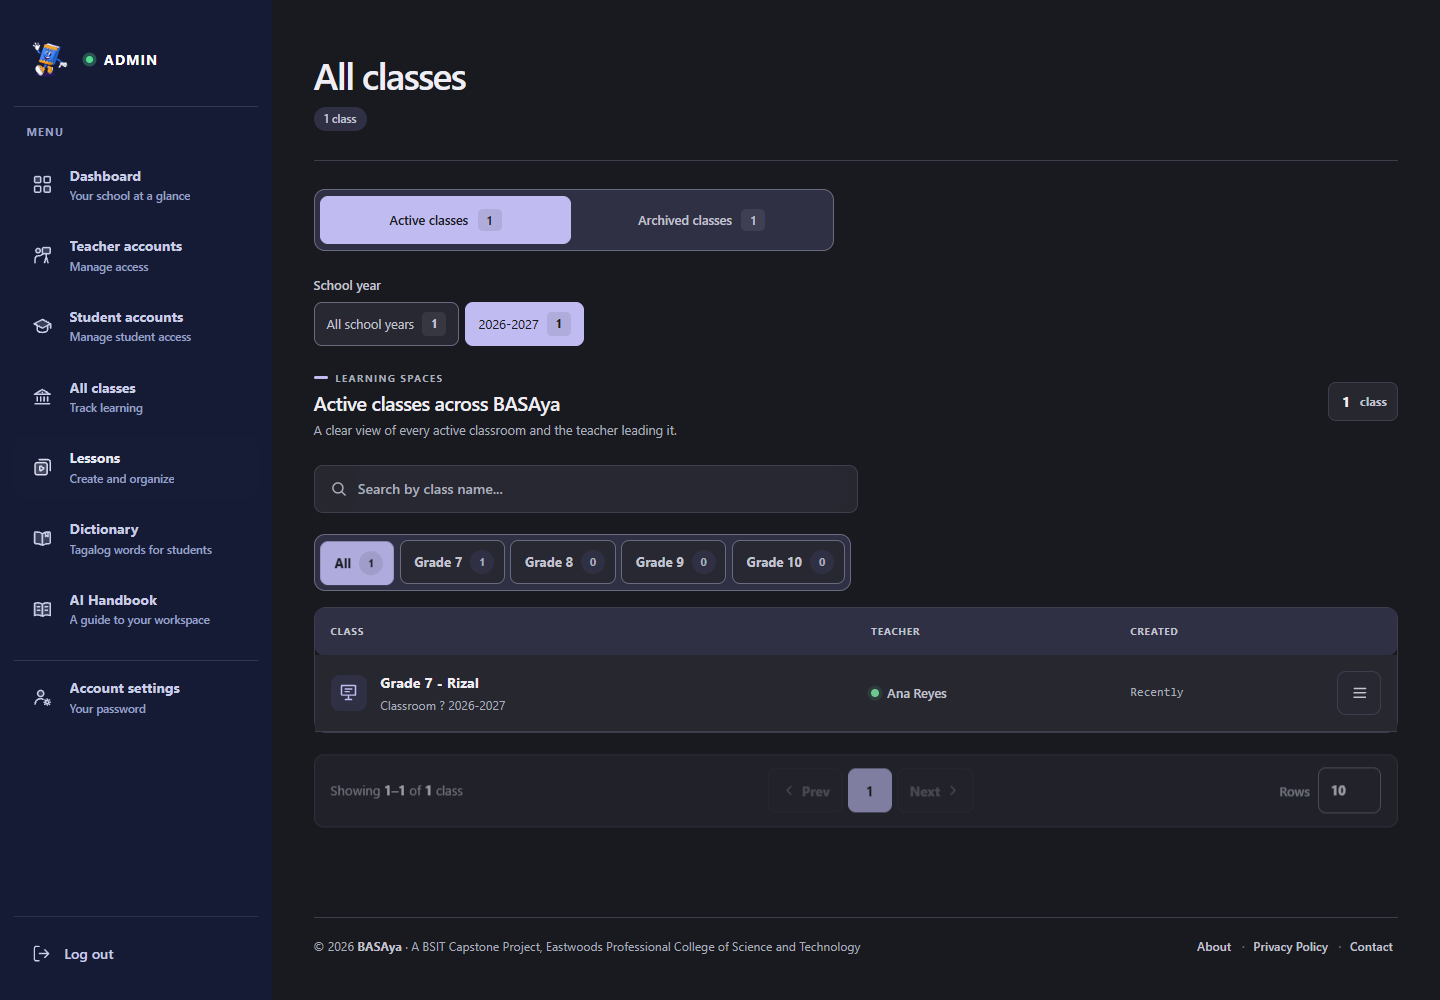 ADMIN
MENU
Dashboard
Your school at a glance
Teacher accounts
Manage access
Student accounts
Manage student access
All classes
Track learning
Lessons
Create and organize
Dictionary
Tagalog words for students
AI Handbook
A guide to your workspace
Account settings
Your password
Log out
All classes
1 class
Active classes 1
Archived classes 1
School year
All school years 1
2026-2027 1
LEARNING SPACES
Active classes across BASAya
A clear view of every active classroom and the teacher leading it.
1 class
Search by class name...
All 1
Grade 7 1
Grade 8 0
Grade 9 0
Grade 10 0
CLASS TEACHER CREATED
Grade 7 - Rizal
Classroom ? 2026-2027
Ana Reyes
Recently
Showing 1–1 of 1 class
Prev 1 Next
Rows 10
© 2026 BASAya · A BSIT Capstone Project, Eastwoods Professional College of Science and Technology
About · Privacy Policy · Contact